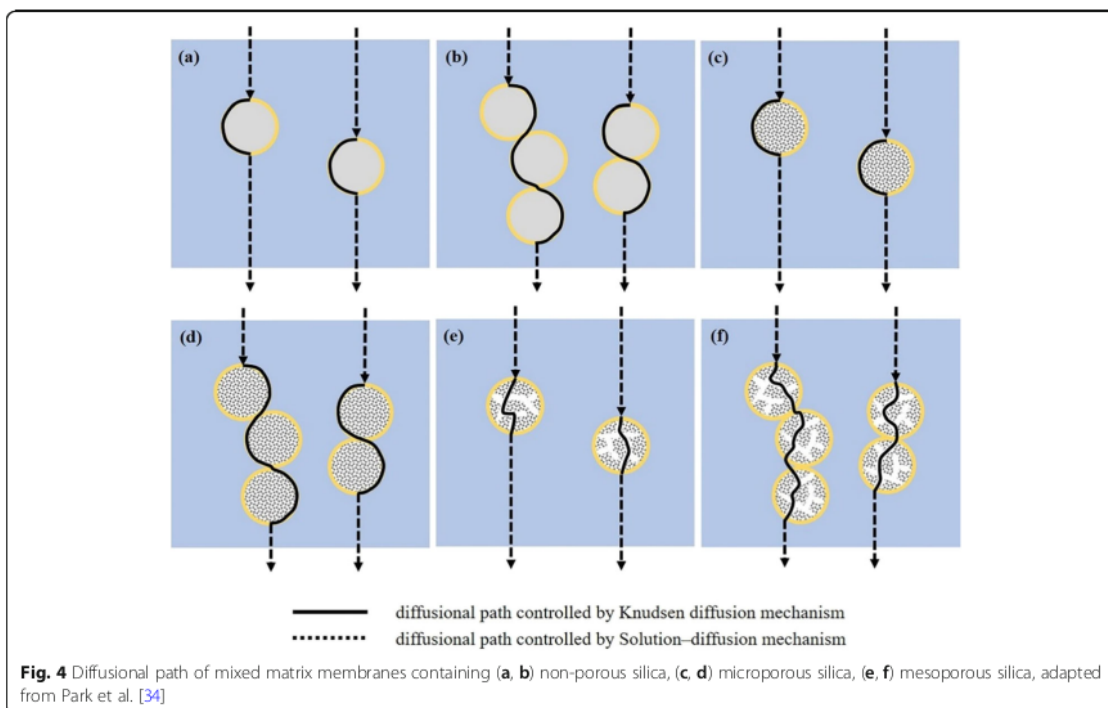 (a)
(b)
(c)
(d)
(e)
(f)
diffusional path controlled by Knudsen diffusion mechanism
diffusional path controlled by Solution–diffusion mechanism
Fig. 4 Diffusional path of mixed matrix membranes containing (a, b) non-porous silica, (c, d) microporous silica, (e, f) mesoporous silica, adapted
from Park et al. [34]